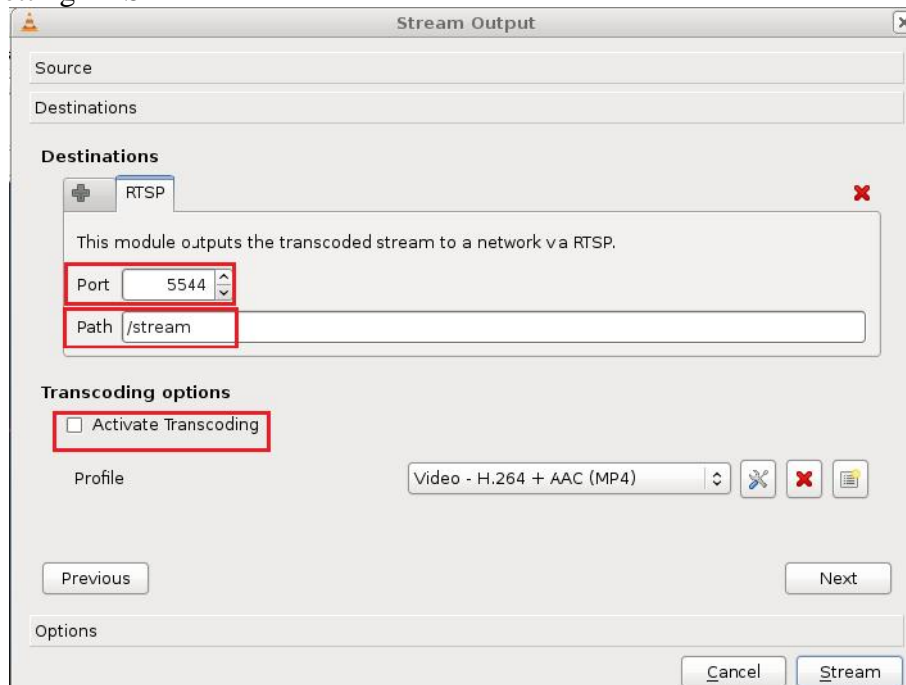 Stream Output
Source
Destinations
Destinations
RTSP
This module outputs the transcoded stream to a network via RTSP.
Port 5544
Path /stream
Transcoding options
Activate Transcoding
Profile Video - H.264 + AAC (MP4)
Previous Next
Options
Cancel Stream